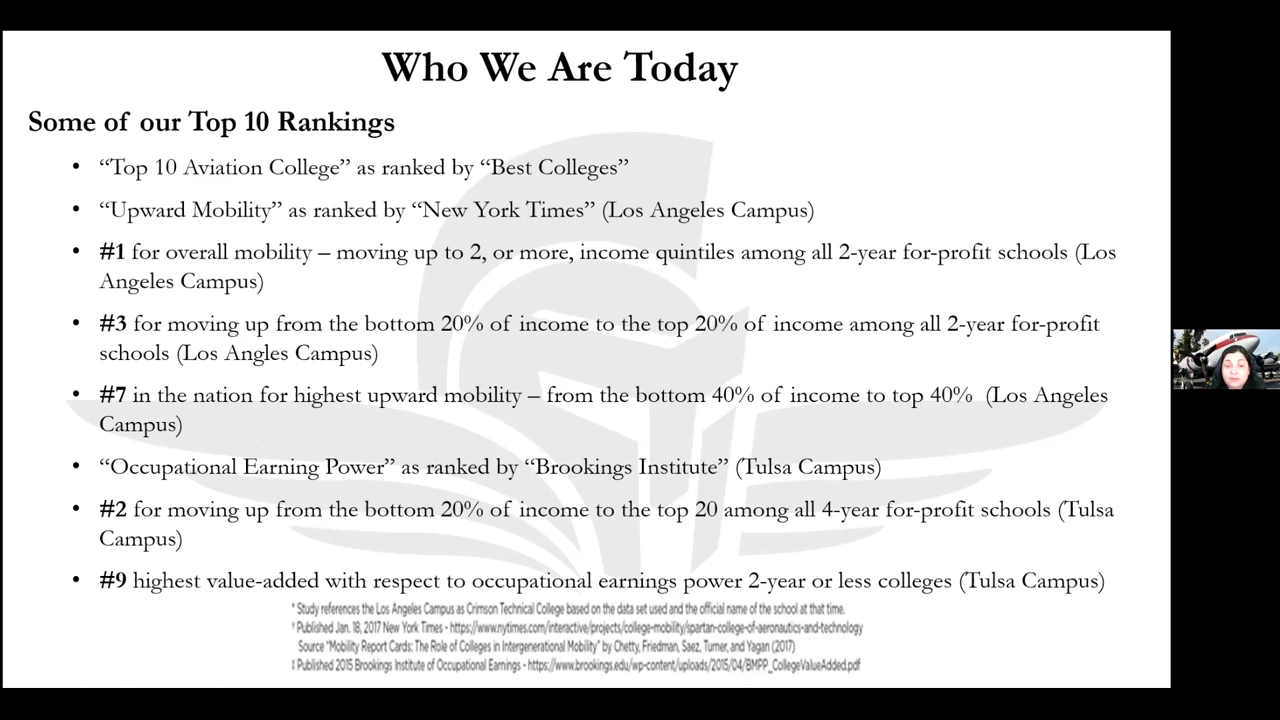 Who We Are Today
Some of our Top 10 Rankings
• “Top 10 Aviation College” as ranked by “Best Colleges”
• “Upward Mobility” as ranked by “New York Times” (Los Angeles Campus)
• #1 for overall mobility – moving up to 2, or more, income quintiles among all 2-year for-profit schools (Los
Angeles Campus)
• #3 for moving up from the bottom 20% of income to the top 20% of income among all 2-year for-profit
schools (Los Angles Campus)
• #7 in the nation for highest upward mobility – from the bottom 40% of income to top 40% (Los Angeles
Campus)
• “Occupational Earning Power” as ranked by “Brookings Institute” (Tulsa Campus)
• #2 for moving up from the bottom 20% of income to the top 20 among all 4-year for-profit schools (Tulsa
Campus)
• #9 highest value-added with respect to occupational earnings power 2-year or less colleges (Tulsa Campus)
* Study references the Los Angeles Campus as Crimson Technical College based on the data set used and the official name of the school at that time.
† Published Jan. 18, 2017 New York Times - https://www.nytimes.com/interactive/projects/college-mobility/spartan-college-of-aeronautics-and-technology
Source "Mobility Report Cards: The Role of Colleges in Intergenerational Mobility" by Chetty, Friedman, Saez, Turner, and Yagan (2017)
‡ Published 2015 Brookings Institute of Occupational Earnings - https://www.brookings.edu/wp-content/uploads/2015/04/BMPP_CollegeValueAdded.pdf